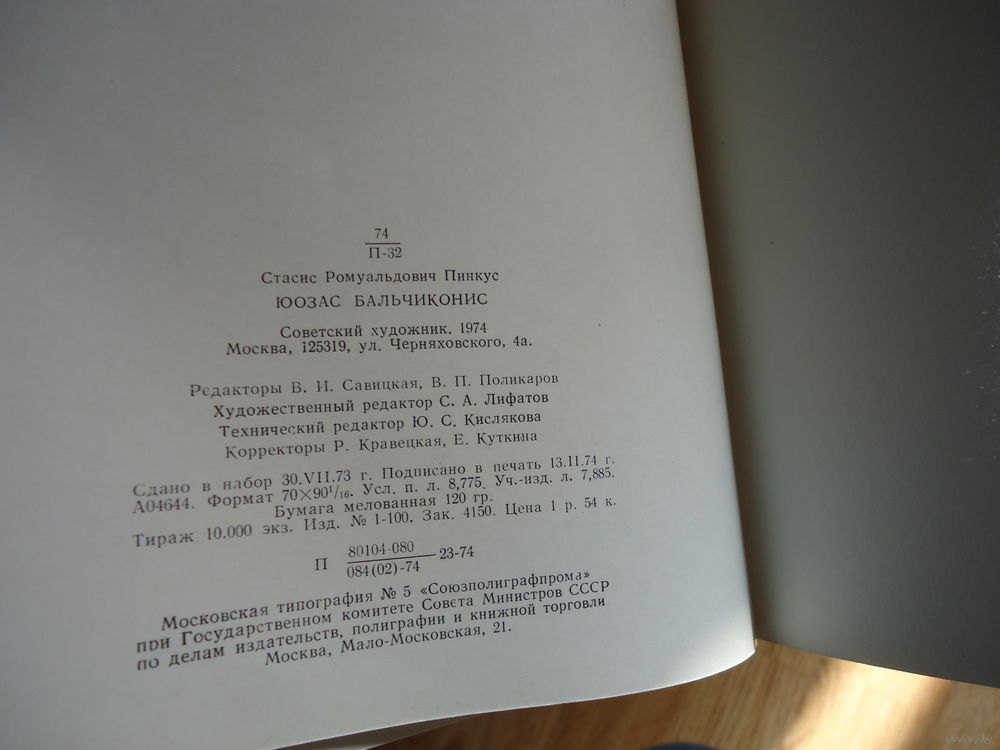 74
П-32
Стасис Ромуальдович Пинкус
ЮОЗАС БАЛЬЧИКОНИС
Советский художник. 1974
Москва, 125319, ул. Черняховского, 4а.
Редакторы В. И. Савицкая, В. П. Поликаров
Художественный редактор С. А. Лифатов
Технический редактор Ю. С. Кислякова
Корректоры Р. Кравецкая, Е. Куткина
Сдано в набор 30.VII.73 г. Подписано в печать 13.II.74 г.
А04644. Формат 70×90¹/₁₆. Усл. п. л. 8,775. Уч.-изд. л. 7,885.
Бумага мелованная 120 гр.
Тираж 10.000 экз. Изд. № 1-100. Зак. 4150. Цена 1 р. 54 к.
П 80104-080
084(02)-74 23-74
Московская типография № 5 «Союзполиграфпрома»
при Государственном комитете Совета Министров СССР
по делам издательств, полиграфии и книжной торговли
Москва, Мало-Московская, 21.
www.ay.by